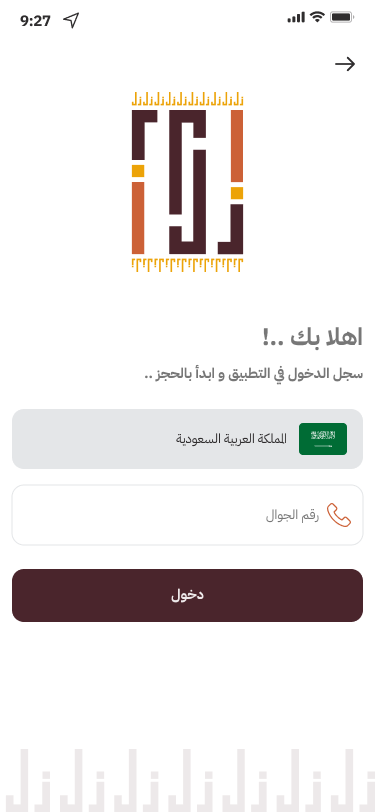 9:27
اهلا بك ..!
سجل الدخول في التطبيق و ابدأ بالحجز ..
المملكة العربية السعودية
رقم الجوال
دخول